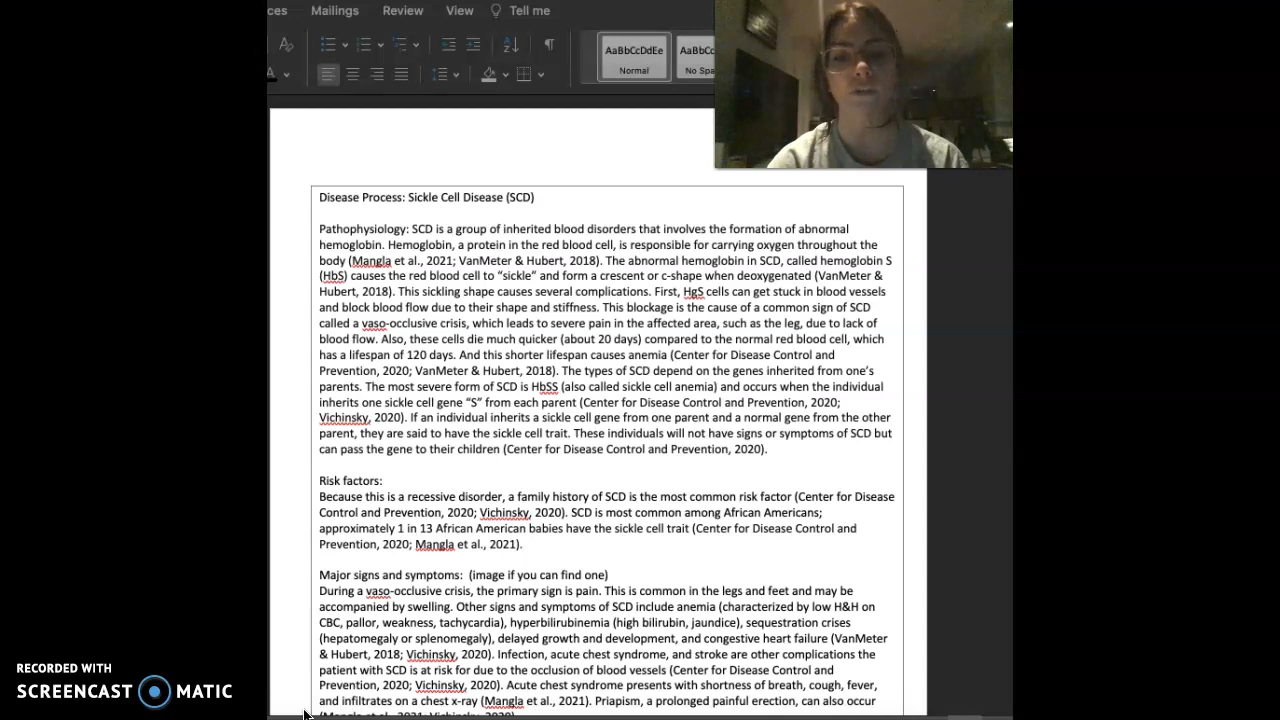 ces Mailings Review View Tell me
AaBbCcDdEe AaBbCc
Normal No Spa
Disease Process: Sickle Cell Disease (SCD)
Pathophysiology: SCD is a group of inherited blood disorders that involves the formation of abnormal
hemoglobin. Hemoglobin, a protein in the red blood cell, is responsible for carrying oxygen throughout the
body (Mangla et al., 2021; VanMeter & Hubert, 2018). The abnormal hemoglobin in SCD, called hemoglobin S
(HbS) causes the red blood cell to “sickle” and form a crescent or c-shape when deoxygenated (VanMeter &
Hubert, 2018). This sickling shape causes several complications. First, HgS cells can get stuck in blood vessels
and block blood flow due to their shape and stiffness. This blockage is the cause of a common sign of SCD
called a vaso-occlusive crisis, which leads to severe pain in the affected area, such as the leg, due to lack of
blood flow. Also, these cells die much quicker (about 20 days) compared to the normal red blood cell, which
has a lifespan of 120 days. And this shorter lifespan causes anemia (Center for Disease Control and
Prevention, 2020; VanMeter & Hubert, 2018). The types of SCD depend on the genes inherited from one’s
parents. The most severe form of SCD is HbSS (also called sickle cell anemia) and occurs when the individual
inherits one sickle cell gene “S” from each parent (Center for Disease Control and Prevention, 2020;
Vichinsky, 2020). If an individual inherits a sickle cell gene from one parent and a normal gene from the other
parent, they are said to have the sickle cell trait. These individuals will not have signs or symptoms of SCD but
can pass the gene to their children (Center for Disease Control and Prevention, 2020).
Risk factors:
Because this is a recessive disorder, a family history of SCD is the most common risk factor (Center for Disease
Control and Prevention, 2020; Vichinsky, 2020). SCD is most common among African Americans;
approximately 1 in 13 African American babies have the sickle cell trait (Center for Disease Control and
Prevention, 2020; Mangla et al., 2021).
Major signs and symptoms: (image if you can find one)
During a vaso-occlusive crisis, the primary sign is pain. This is common in the legs and feet and may be
accompanied by swelling. Other signs and symptoms of SCD include anemia (characterized by low H&H on
CBC, pallor, weakness, tachycardia), hyperbilirubinemia (high bilirubin, jaundice), sequestration crises
(hepatomegaly or splenomegaly), delayed growth and development, and congestive heart failure (VanMeter
& Hubert, 2018; Vichinsky, 2020). Infection, acute chest syndrome, and stroke are other complications the
patient with SCD is at risk for due to the occlusion of blood vessels (Center for Disease Control and
Prevention, 2020; Vichinsky, 2020). Acute chest syndrome presents with shortness of breath, cough, fever,
and infiltrates on a chest x-ray (Mangla et al., 2021). Priapism, a prolonged painful erection, can also occur
(Mangla et al., 2021; Vichinsky, 2020).
RECORDED WITH
SCREENCAST MATIC